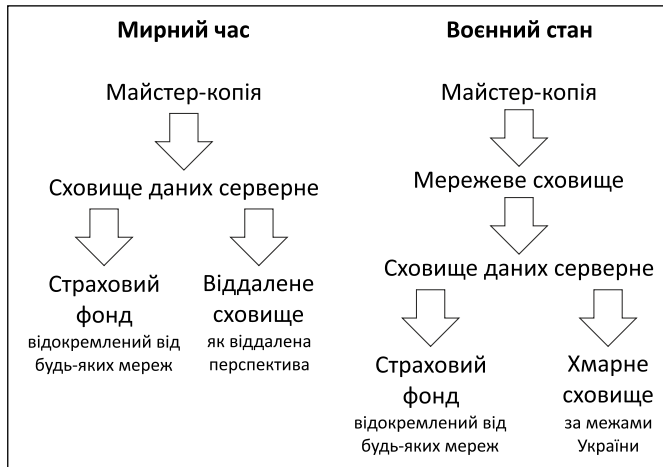 Мирний час
Майстер-копія
Сховище даних серверне
Страховий
фонд
відокремлений від
будь-яких мереж
Віддалене
сховище
як віддалена
перспектива
Воєнний стан
Майстер-копія
Мережеве сховище
Сховище даних серверне
Страховий
фонд
відокремлений від
будь-яких мереж
Хмарне
сховище
за межами
України